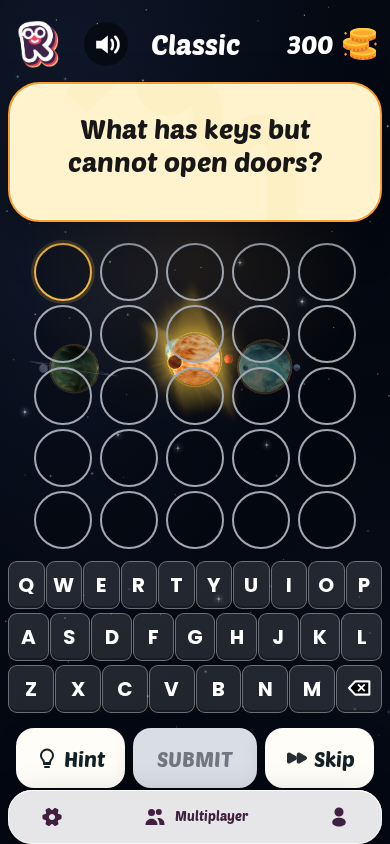 Classic 300
What has keys but
cannot open doors?
Q W E R T Y U I O P
A S D F G H J K L
Z X C V B N M
Hint SUBMIT Skip
Multiplayer